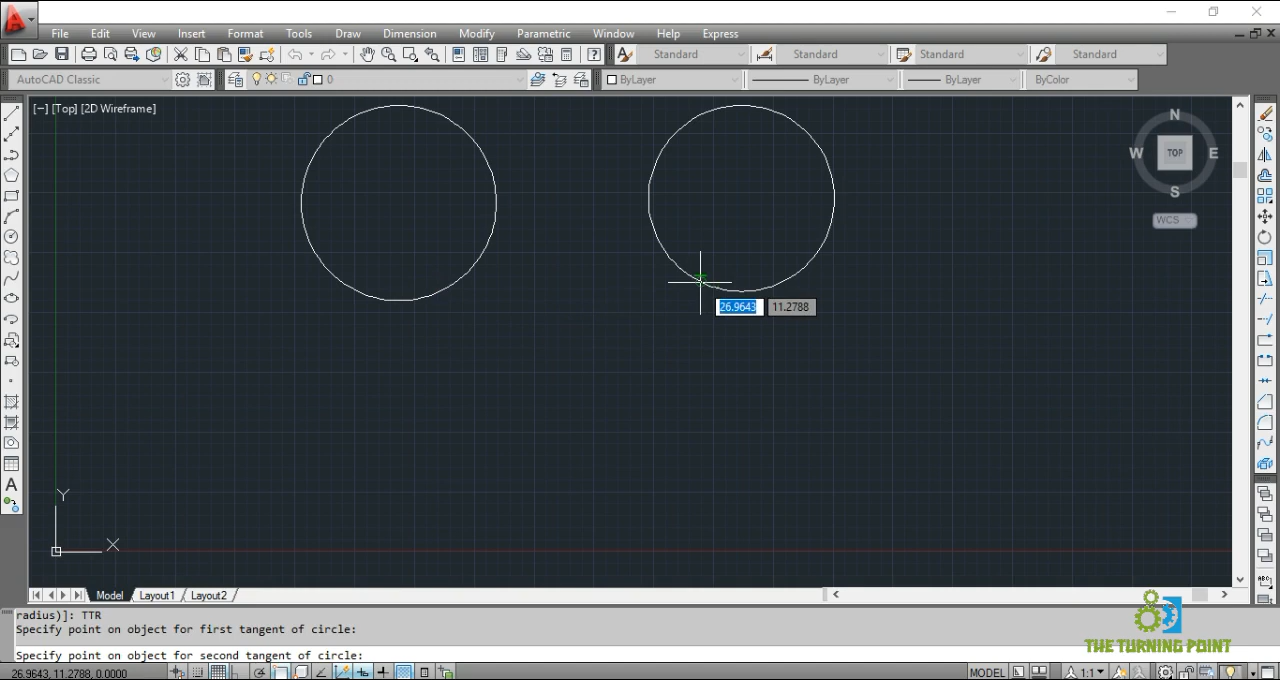 File Edit View Insert Format Tools Draw Dimension Modify Parametric Window Help Express
Standard Standard Standard Standard
AutoCAD Classic 0 ByLayer ByLayer ByLayer ByColor
[−] [Top] [2D Wireframe]
N
W TOP E
S
WCS
26.9643 11.2788
Y
X
Model Layout1 Layout2
radius)]: TTR
Specify point on object for first tangent of circle:
Specify point on object for second tangent of circle:
THE TURNING POINT
26.9643, 11.2788, 0.0000 MODEL 1:1